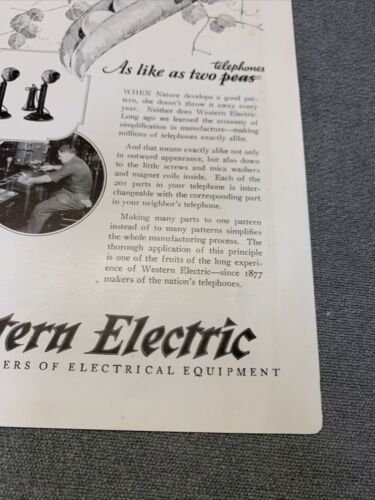 telephones
As like as two peas
WHEN Nature develops a good pat-
tern, she doesn't throw it away every
year. Neither does Western Electric.
Long ago we learned the economy of
simplification in manufacture—making
millions of telephones exactly alike.
And that means exactly alike not only
in outward appearance, but also down
to the little screws and mica washers
and magnet coils inside. Each of the
201 parts in your telephone is inter-
changeable with the corresponding part
in your neighbor's telephone.
Making many parts to one pattern
instead of to many patterns simplifies
the whole manufacturing process. The
thorough application of this principle
is one of the fruits of the long experi-
ence of Western Electric—since 1877
makers of the nation's telephones.
tern Electric
ERS OF ELECTRICAL EQUIPMENT